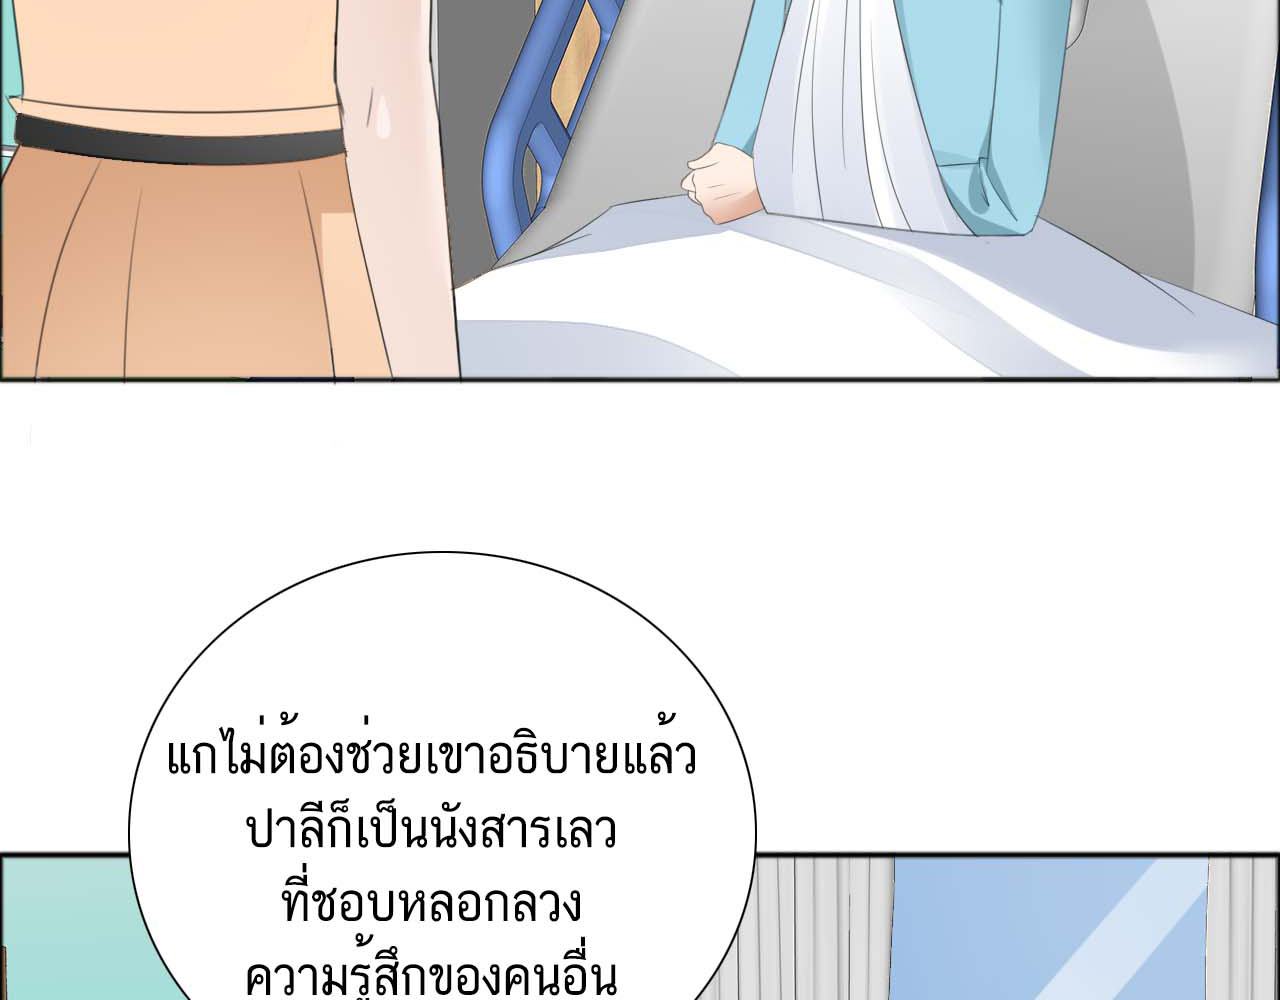 แกไม่ต้องช่วยเขาอธิบายแล้ว
ปาลีก็เป็นนังสารเลว
ที่ชอบหลอกลวง
ความรู้สึกของคนอื่น